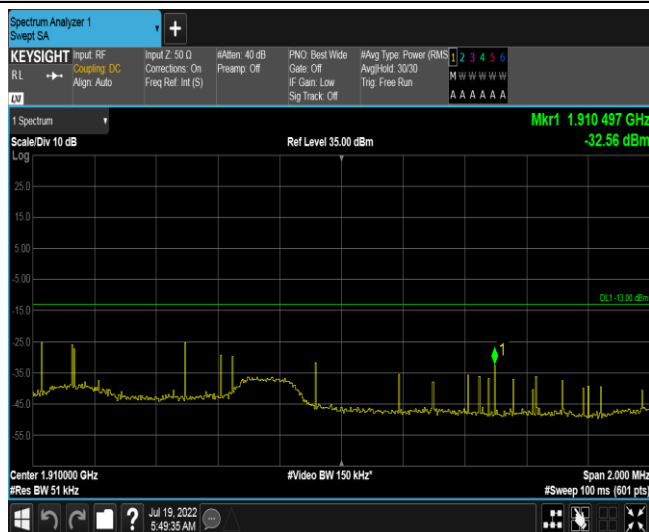 Spectrum Analyzer 1
Swept SA
KEYSIGHT
RL
LXI
Input: RF
Coupling: DC
Align: Auto
Input Z: 50 Ω
Corrections: On
Freq Ref: Int (S)
#Atten: 40 dB
Preamp: Off
PNO: Best Wide
Gate: Off
IF Gain: Low
Sig Track: Off
#Avg Type: Power (RMS
Avg|Hold: 30/30
Trig: Free Run
1 2 3 4 5 6
M W W W W W
A A A A A A
1 Spectrum
Scale/Div 10 dB
Ref Level 35.00 dBm
Mkr1 1.910 497 GHz
-32.56 dBm
Log
25.0
15.0
5.00
-5.00
-15.0
-25.0
-35.0
-45.0
-55.0
DL1 -13.00 dBm
1
Center 1.910000 GHz
#Res BW 51 kHz
#Video BW 150 kHz*
Span 2.000 MHz
#Sweep 100 ms (601 pts)
?
Jul 19, 2022
5:49:35 AM